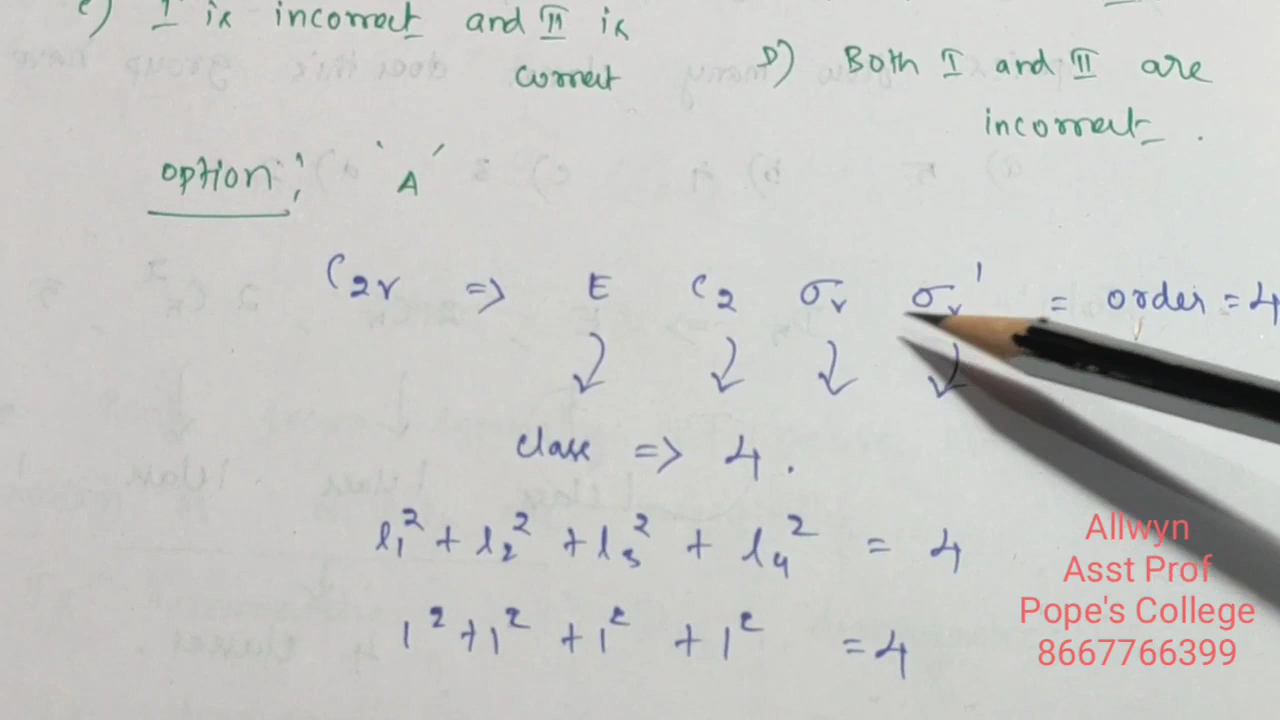 c) I is incorrect and II is
correct
D) Both I and II are
incorrect.
option: 'A'
C2v => E C2 σv σv' = order = 4
class => 4.
l₁² + l₂² + l₃² + l₄² = 4
1² + 1² + 1² + 1² = 4
Allwyn
Asst Prof
Pope's College
8667766399